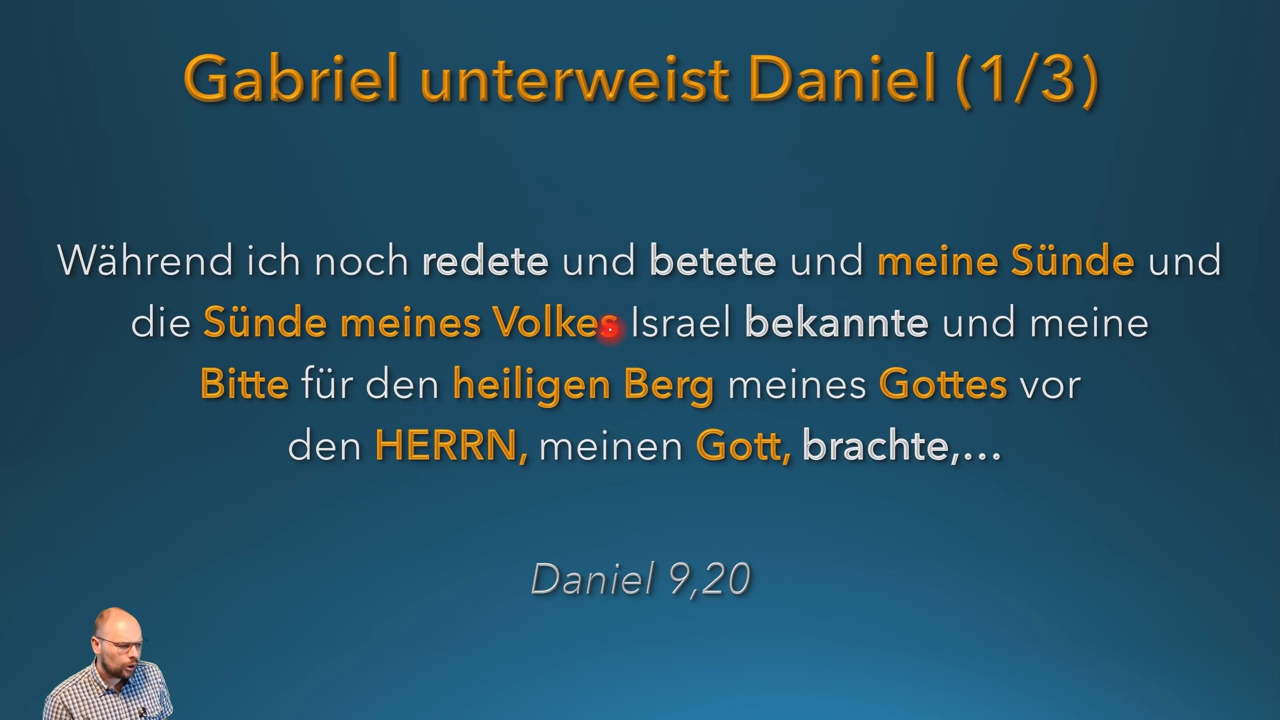 Gabriel unterweist Daniel (1/3)
Während ich noch redete und betete und meine Sünde und
die Sünde meines Volkes Israel bekannte und meine
Bitte für den heiligen Berg meines Gottes vor
den HERRN, meinen Gott, brachte,…
Daniel 9,20